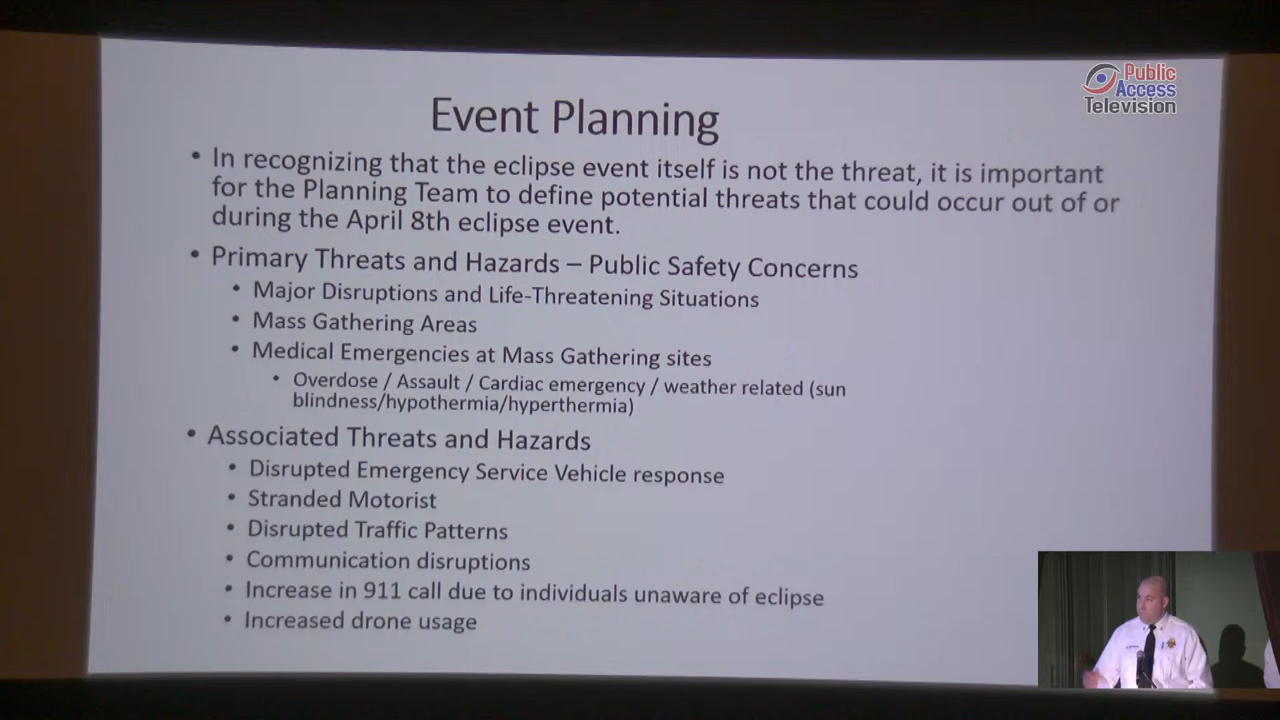 Public
Access
Television
Event Planning
• In recognizing that the eclipse event itself is not the threat, it is important
for the Planning Team to define potential threats that could occur out of or
during the April 8th eclipse event.
• Primary Threats and Hazards – Public Safety Concerns
• Major Disruptions and Life-Threatening Situations
• Mass Gathering Areas
• Medical Emergencies at Mass Gathering sites
• Overdose / Assault / Cardiac emergency / weather related (sun
blindness/hypothermia/hyperthermia)
• Associated Threats and Hazards
• Disrupted Emergency Service Vehicle response
• Stranded Motorist
• Disrupted Traffic Patterns
• Communication disruptions
• Increase in 911 call due to individuals unaware of eclipse
• Increased drone usage